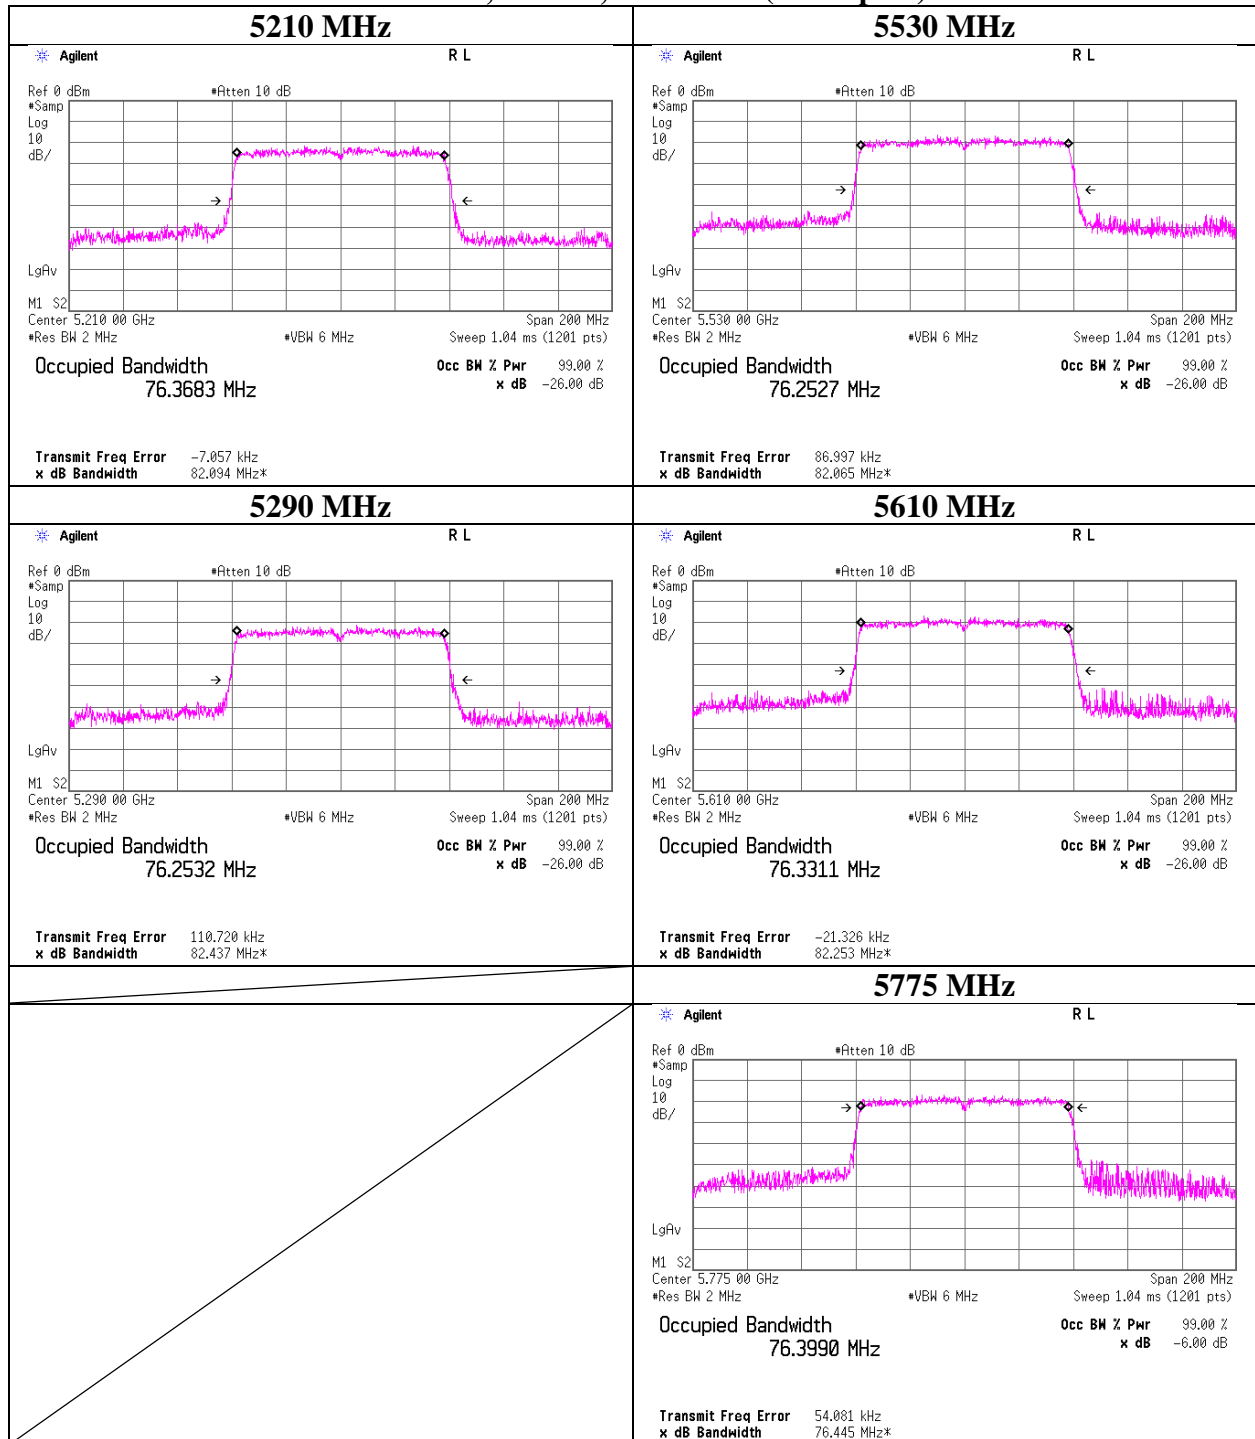 5210 MHz
Agilent R L
Ref 0 dBm #Atten 10 dB
#Samp
Log
10
dB/
LgAv
M1 S2
Center 5.210 00 GHz Span 200 MHz
#Res BW 2 MHz #VBW 6 MHz Sweep 1.04 ms (1201 pts)
Occupied Bandwidth Occ BW % Pwr 99.00 %
76.3683 MHz x dB -26.00 dB
Transmit Freq Error -7.057 kHz
x dB Bandwidth 82.094 MHz*
5530 MHz
Agilent R L
Ref 0 dBm #Atten 10 dB
#Samp
Log
10
dB/
LgAv
M1 S2
Center 5.530 00 GHz Span 200 MHz
#Res BW 2 MHz #VBW 6 MHz Sweep 1.04 ms (1201 pts)
Occupied Bandwidth Occ BW % Pwr 99.00 %
76.2527 MHz x dB -26.00 dB
Transmit Freq Error 86.997 kHz
x dB Bandwidth 82.065 MHz*
5290 MHz
Agilent R L
Ref 0 dBm #Atten 10 dB
#Samp
Log
10
dB/
LgAv
M1 S2
Center 5.290 00 GHz Span 200 MHz
#Res BW 2 MHz #VBW 6 MHz Sweep 1.04 ms (1201 pts)
Occupied Bandwidth Occ BW % Pwr 99.00 %
76.2532 MHz x dB -26.00 dB
Transmit Freq Error 110.720 kHz
x dB Bandwidth 82.437 MHz*
5610 MHz
Agilent R L
Ref 0 dBm #Atten 10 dB
#Samp
Log
10
dB/
LgAv
M1 S2
Center 5.610 00 GHz Span 200 MHz
#Res BW 2 MHz #VBW 6 MHz Sweep 1.04 ms (1201 pts)
Occupied Bandwidth Occ BW % Pwr 99.00 %
76.3311 MHz x dB -26.00 dB
Transmit Freq Error -21.326 kHz
x dB Bandwidth 82.253 MHz*
5775 MHz
Agilent R L
Ref 0 dBm #Atten 10 dB
#Samp
Log
10
dB/
LgAv
M1 S2
Center 5.775 00 GHz Span 200 MHz
#Res BW 2 MHz #VBW 6 MHz Sweep 1.04 ms (1201 pts)
Occupied Bandwidth Occ BW % Pwr 99.00 %
76.3990 MHz x dB -6.00 dB
Transmit Freq Error 54.081 kHz
x dB Bandwidth 76.445 MHz*